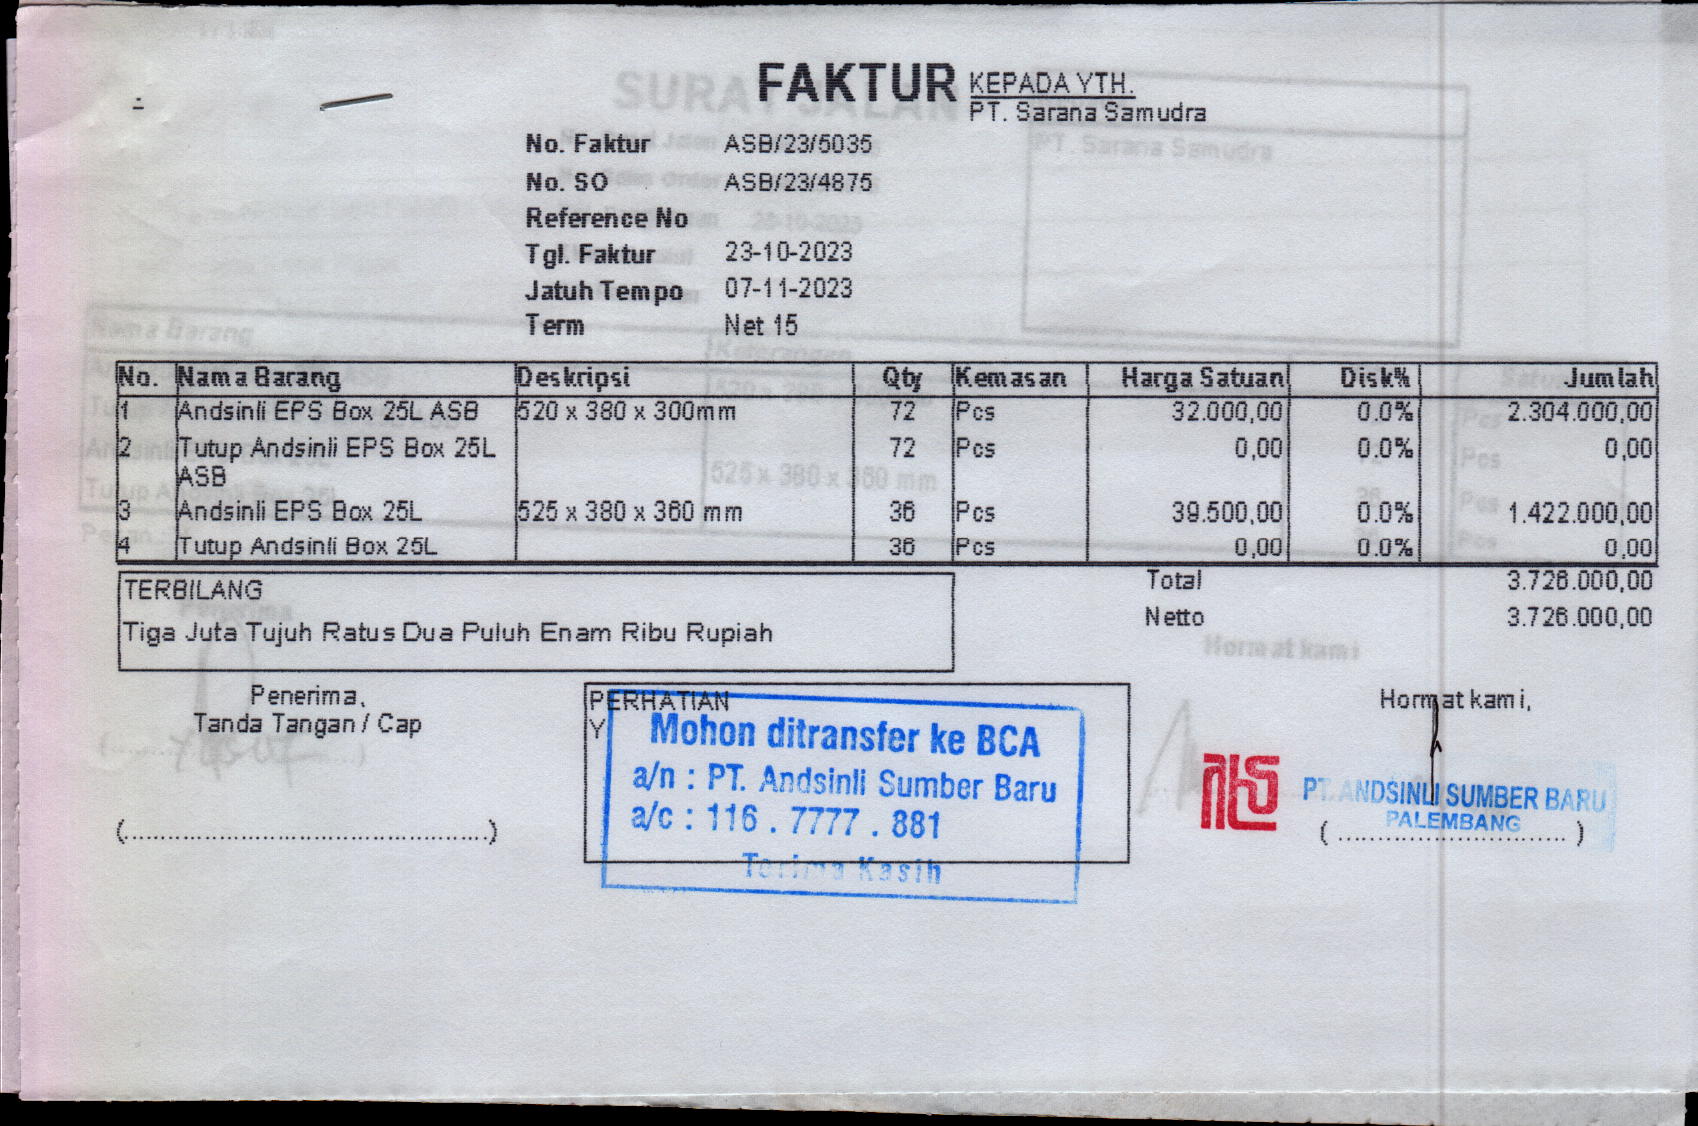 FAKTUR
KEPADA YTH.
PT. Sarana Samudra
No. Faktur ASB/23/5035
No. SO ASB/23/4875
Reference No
Tgl. Faktur 23-10-2023
Jatuh Tempo 07-11-2023
Term Net 15
No. Nama Barang Deskripsi Qty Kemasan Harga Satuan Disk% Jumlah
1 Andsinli EPS Box 25L ASB 520 x 380 x 300mm 72 Pcs 32.000,00 0.0% 2.304.000,00
2 Tutup Andsinli EPS Box 25L 72 Pcs 0,00 0.0% 0,00
ASB
3 Andsinli EPS Box 25L 525 x 380 x 360 mm 36 Pcs 39.500,00 0.0% 1.422.000,00
4 Tutup Andsinli Box 25L 36 Pcs 0,00 0.0% 0,00
TERBILANG
Tiga Juta Tujuh Ratus Dua Puluh Enam Ribu Rupiah
Total 3.726.000,00
Netto 3.726.000,00
Penerima,
Tanda Tangan / Cap
(................................................)
PERHATIAN
Y
Mohon ditransfer ke BCA
a/n : PT. Andsinli Sumber Baru
a/c : 116 . 7777 . 881
Terima Kasih
Hormat kami,
PT. ANDSINLI SUMBER BARU
PALEMBANG
( .............................. )